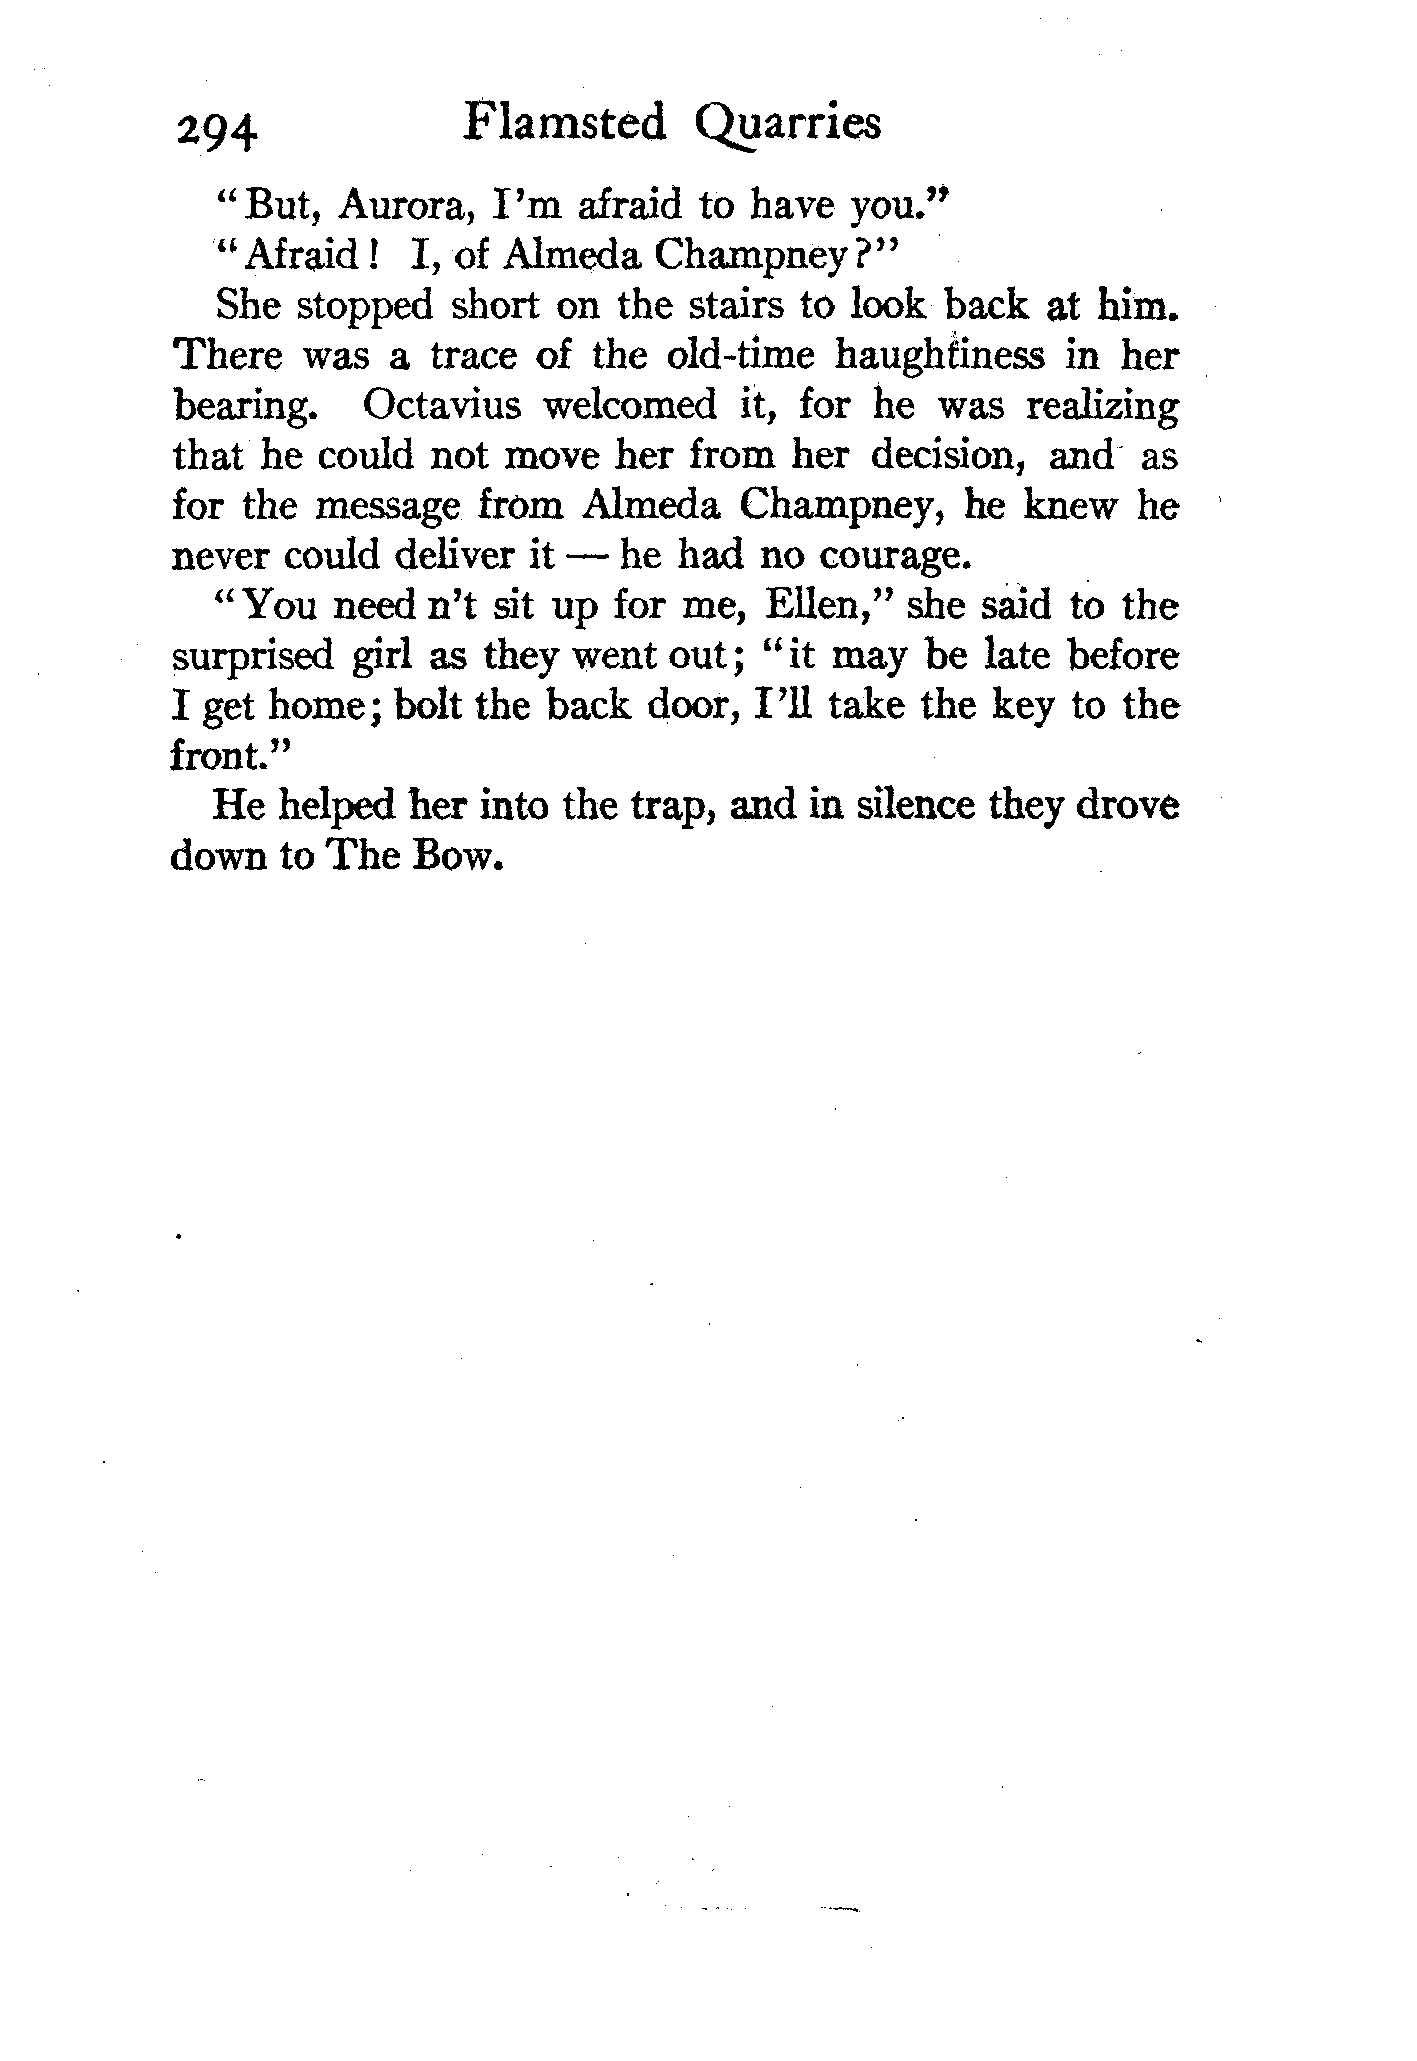 294 Flamsted Quarries
"But, Aurora, I'm afraid to have you."
"Afraid! I, of Almeda Champney?"
She stopped short on the stairs to look back at him.
There was a trace of the old-time haughtiness in her
bearing. Octavius welcomed it, for he was realizing
that he could not move her from her decision, and as
for the message from Almeda Champney, he knew he
never could deliver it — he had no courage.
"You need n't sit up for me, Ellen," she said to the
surprised girl as they went out; "it may be late before
I get home; bolt the back door, I'll take the key to the
front."
He helped her into the trap, and in silence they drove
down to The Bow.